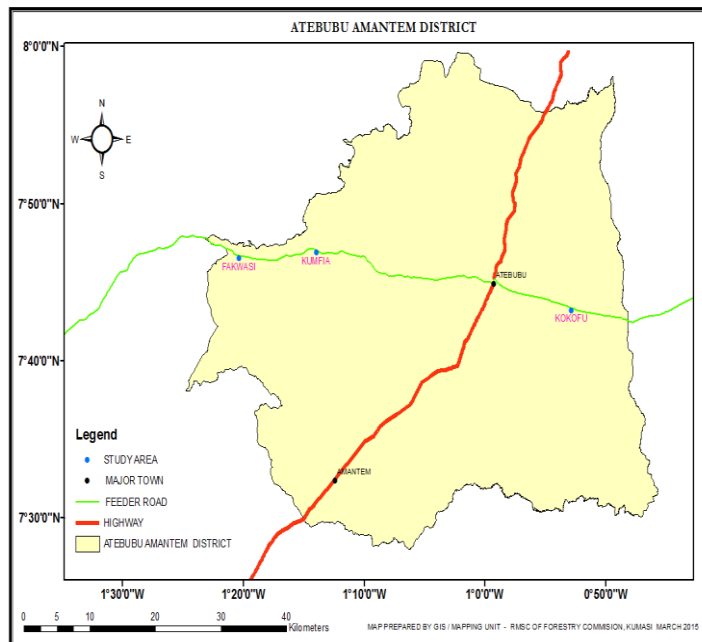 ATEBUBU AMANTEM DISTRICT
8°0'0"N
N
W E
S
7°50'0"N
FAKWASI
KUMFIA
ATEBUBU
KOKOFU
7°40'0"N
Legend
STUDY AREA
MAJOR TOWN
FEEDER ROAD
HIGHWAY
ATEBUBU AMANTEM DISTRICT
AMANTEM
7°30'0"N
1°30'0"W 1°20'0"W 1°10'0"W 1°0'0"W 0°50'0"W
0 5 10 20 30 40
Kilometers
MAP PREPARED BY GIS / MAPPING UNIT - RMSC OF FORESTRY COMMISION, KUMASI MARCH 2015